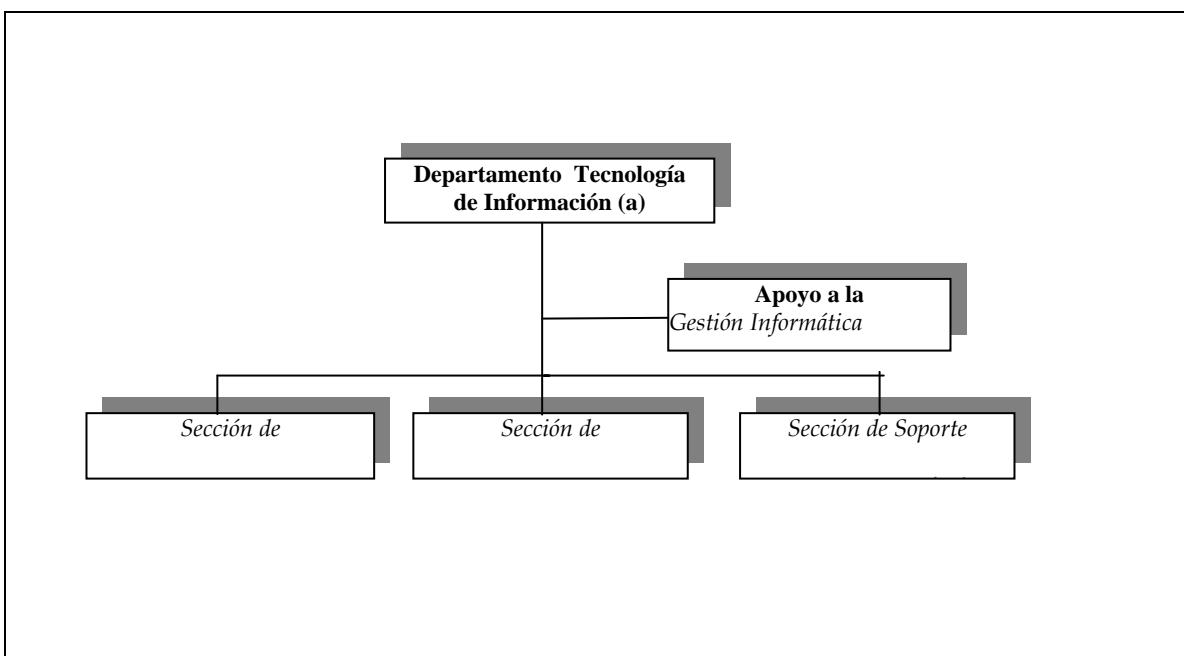 Departamento Tecnología
de Información (a)
Apoyo a la
Gestión Informática
Sección de
Sección de
Sección de Soporte